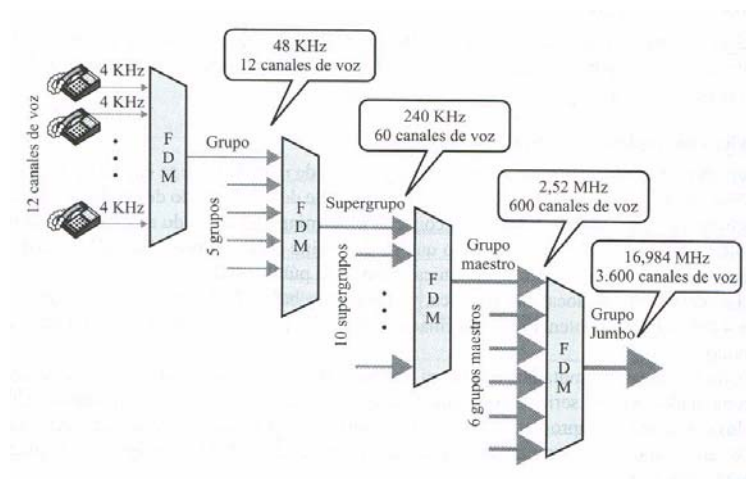 48 KHz
12 canales de voz
4 KHz
4 KHz
12 canales de voz
4 KHz
F
D
M
Grupo
5 grupos
F
D
M
240 KHz
60 canales de voz
Supergrupo
10 supergrupos
F
D
M
2,52 MHz
600 canales de voz
Grupo
maestro
6 grupos maestros
F
D
M
16,984 MHz
3.600 canales de voz
Grupo
Jumbo